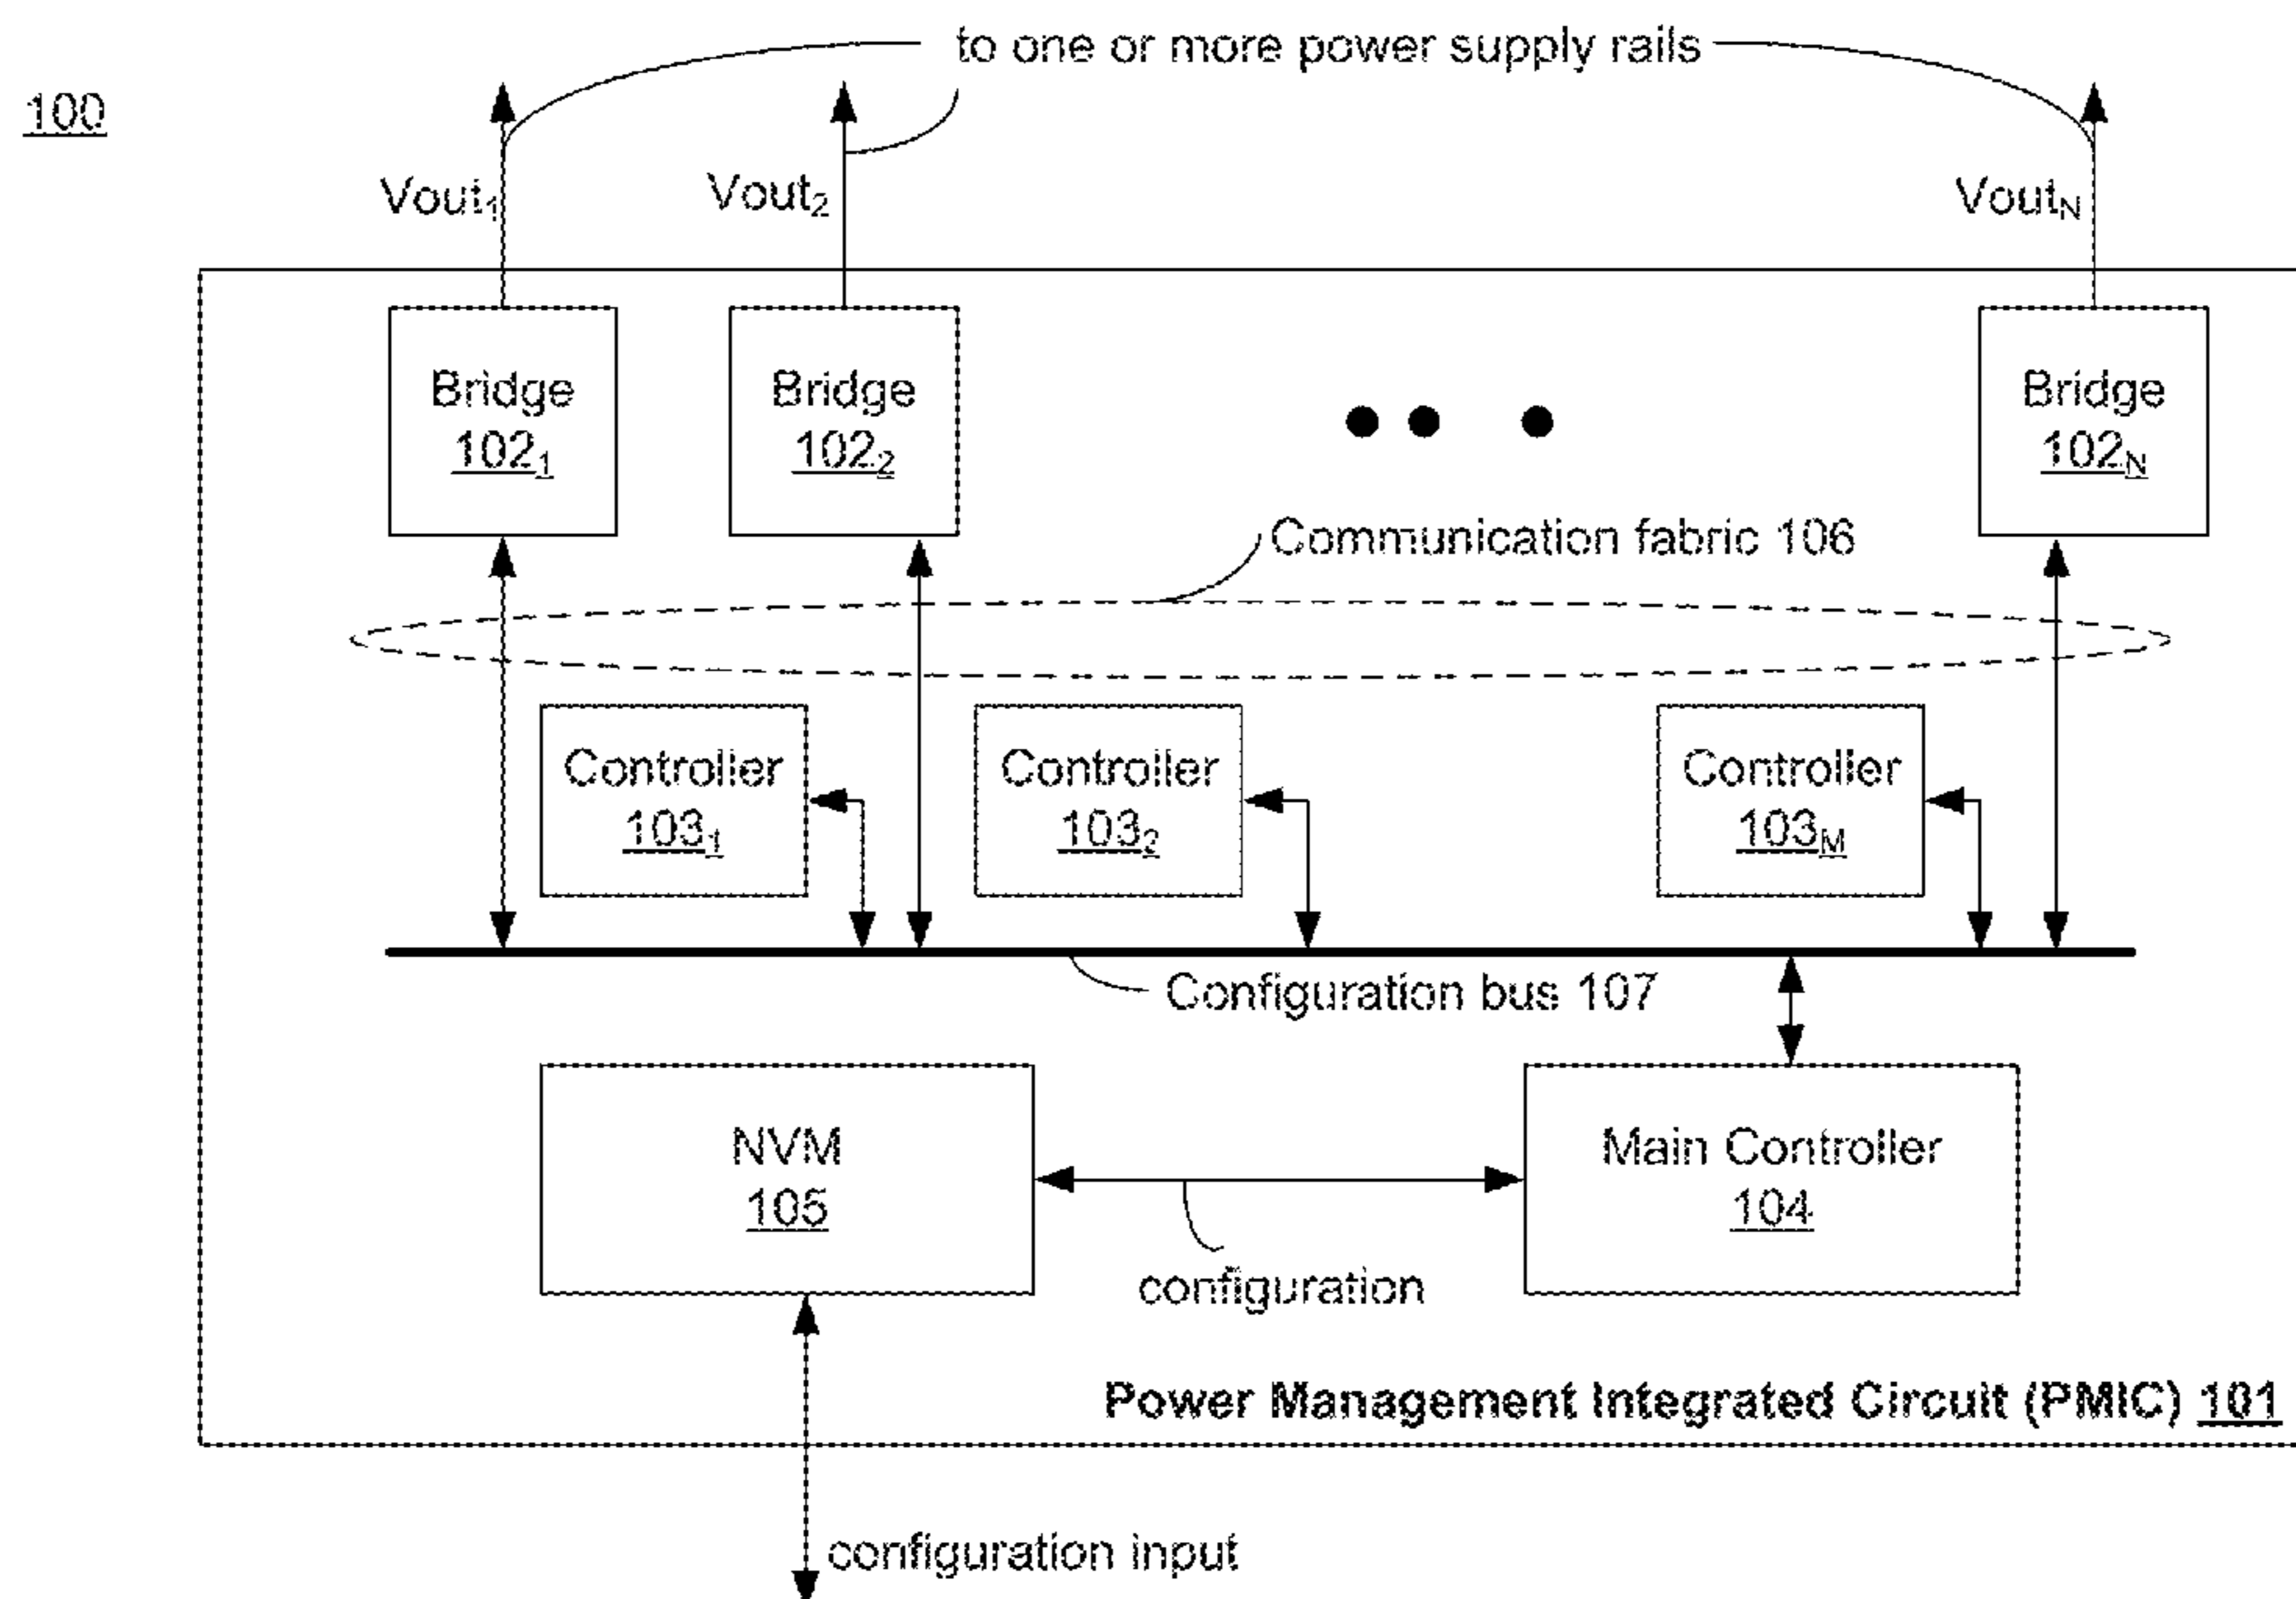 to one or more power supply rails
100
Vout₁
Vout₂
Voutₙ
Bridge
102₁
Bridge
102₂
Bridge
102ₙ
Communication fabric 106
Controller
103₁
Controller
103₂
Controller
103ₘ
Configuration bus 107
NVM
105
Main Controller
104
configuration
Power Management Integrated Circuit (PMIC) 101
configuration input